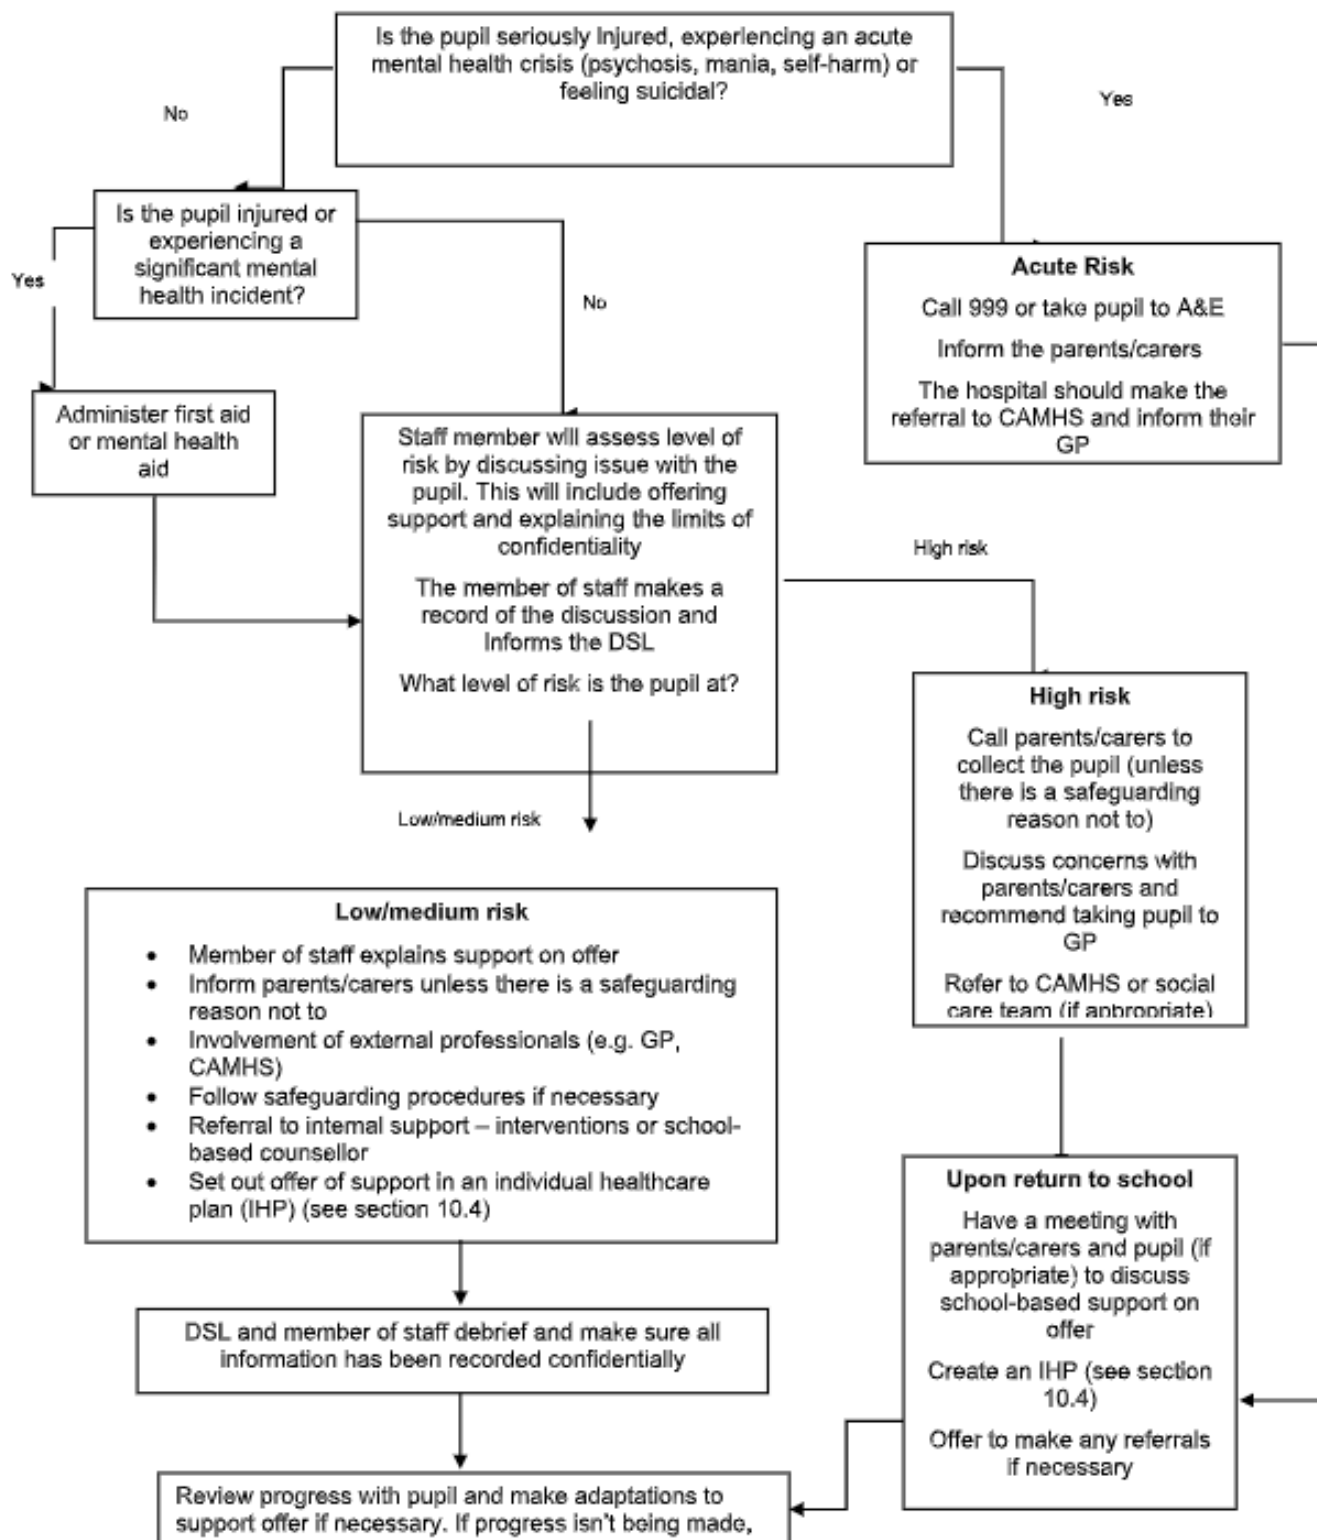 Is the pupil seriously Injured, experiencing an acute
mental health crisis (psychosis, mania, self-harm) or
feeling suicidal?
No
Yes
Is the pupil injured or
experiencing a
significant mental
health incident?
Yes
No
Acute Risk
Call 999 or take pupil to A&E
Inform the parents/carers
The hospital should make the
referral to CAMHS and inform their
GP
Administer first aid
or mental health
aid
Staff member will assess level of
risk by discussing issue with the
pupil. This will include offering
support and explaining the limits of
confidentiality
The member of staff makes a
record of the discussion and
Informs the DSL
What level of risk is the pupil at?
High risk
Low/medium risk
High risk
Call parents/carers to
collect the pupil (unless
there is a safeguarding
reason not to)
Discuss concerns with
parents/carers and
recommend taking pupil to
GP
Refer to CAMHS or social
care team (if appropriate)
Low/medium risk
• Member of staff explains support on offer
• Inform parents/carers unless there is a safeguarding
reason not to
• Involvement of external professionals (e.g. GP,
CAMHS)
• Follow safeguarding procedures if necessary
• Referral to internal support – interventions or school-
based counsellor
• Set out offer of support in an individual healthcare
plan (IHP) (see section 10.4)
Upon return to school
Have a meeting with
parents/carers and pupil (if
appropriate) to discuss
school-based support on
offer
Create an IHP (see section
10.4)
Offer to make any referrals
if necessary
DSL and member of staff debrief and make sure all
information has been recorded confidentially
Review progress with pupil and make adaptations to
support offer if necessary. If progress isn't being made,